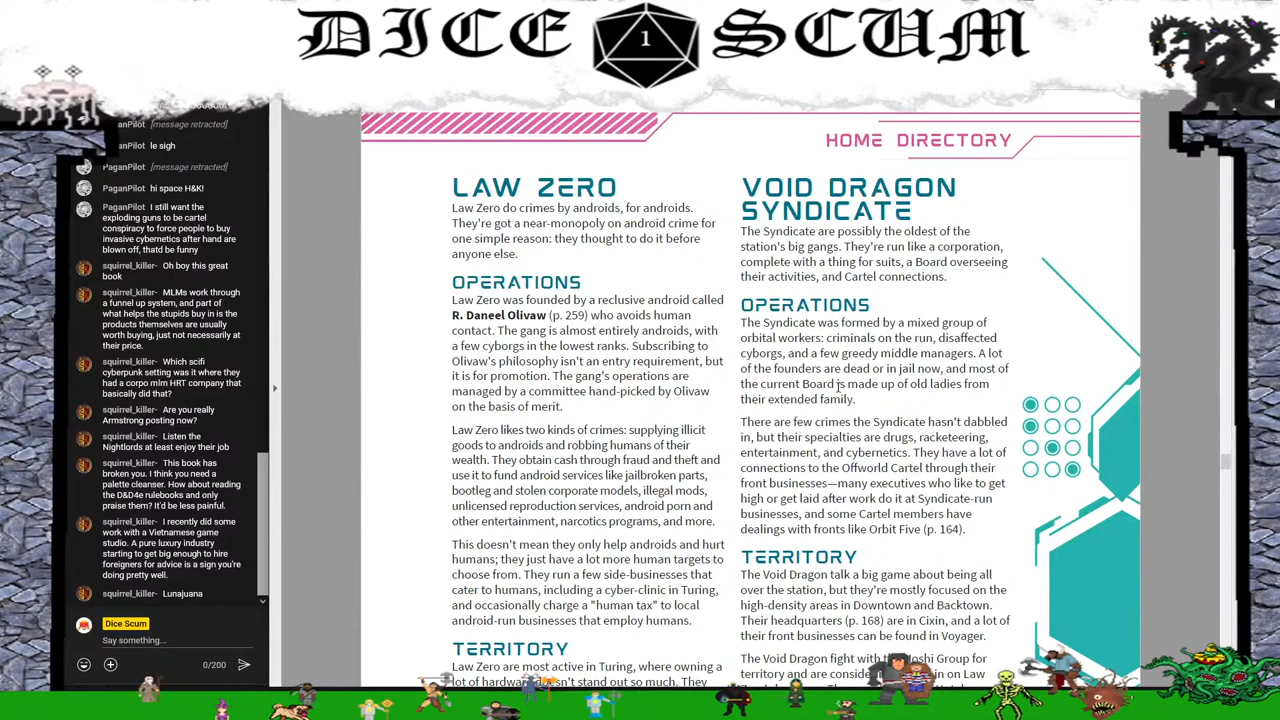 DICE 1 SCUM
anPilot [message retracted]
anPilot le sigh
PaganPilot [message retracted]
PaganPilot hi space H&K!
PaganPilot I still want the
exploding guns to be cartel
conspiracy to force people to buy
invasive cybernetics after hand are
blown off, thatd be funny
squirrel_killer- Oh boy this great
book
squirrel_killer- MLMs work through
a funnel up system, and part of
what helps the stupids buy in is the
products themselves are usually
worth buying, just not necessarily at
their price.
squirrel_killer- Which scifi
cyberpunk setting was it where they
had a corpo mlm HRT company that
basically did that?
squirrel_killer- Are you really
Armstrong posting now?
squirrel_killer- Listen the
Nightlords at least enjoy their job
squirrel_killer- This book has
broken you. I think you need a
palette cleanser. How about reading
the D&D4e rulebooks and only
praise them? It'd be less painful.
squirrel_killer- I recently did some
work with a Vietnamese game
studio. A pure luxury industry
starting to get big enough to hire
foreigners for advice is a sign you're
doing pretty well.
squirrel_killer- Lunajuana
Dice Scum
Say something...
0/200
HOME DIRECTORY
LAW ZERO
Law Zero do crimes by androids, for androids.
They're got a near-monopoly on android crime for
one simple reason: they thought to do it before
anyone else.
OPERATIONS
Law Zero was founded by a reclusive android called
R. Daneel Olivaw (p. 259) who avoids human
contact. The gang is almost entirely androids, with
a few cyborgs in the lowest ranks. Subscribing to
Olivaw's philosophy isn't an entry requirement, but
it is for promotion. The gang's operations are
managed by a committee hand-picked by Olivaw
on the basis of merit.
Law Zero likes two kinds of crimes: supplying illicit
goods to androids and robbing humans of their
wealth. They obtain cash through fraud and theft and
use it to fund android services like jailbroken parts,
bootleg and stolen corporate models, illegal mods,
unlicensed reproduction services, android porn and
other entertainment, narcotics programs, and more.
This doesn't mean they only help androids and hurt
humans; they just have a lot more human targets to
choose from. They run a few side-businesses that
cater to humans, including a cyber-clinic in Turing,
and occasionally charge a "human tax" to local
android-run businesses that employ humans.
TERRITORY
Law Zero are most active in Turing, where owning a
lot of hardware doesn't stand out so much. They
VOID DRAGON
SYNDICATE
The Syndicate are possibly the oldest of the
station's big gangs. They're run like a corporation,
complete with a thing for suits, a Board overseeing
their activities, and Cartel connections.
OPERATIONS
The Syndicate was formed by a mixed group of
orbital workers: criminals on the run, disaffected
cyborgs, and a few greedy middle managers. A lot
of the founders are dead or in jail now, and most of
the current Board is made up of old ladies from
their extended family.
There are few crimes the Syndicate hasn't dabbled
in, but their specialties are drugs, racketeering,
entertainment, and cybernetics. They have a lot of
connections to the Offworld Cartel through their
front businesses—many executives who like to get
high or get laid after work do it at Syndicate-run
businesses, and some Cartel members have
dealings with fronts like Orbit Five (p. 164).
TERRITORY
The Void Dragon talk a big game about being all
over the station, but they're mostly focused on the
high-density areas in Downtown and Backtown.
Their headquarters (p. 168) are in Cixin, and a lot of
their front businesses can be found in Voyager.
The Void Dragon fight with the Joshi Group for
territory and are in on Law